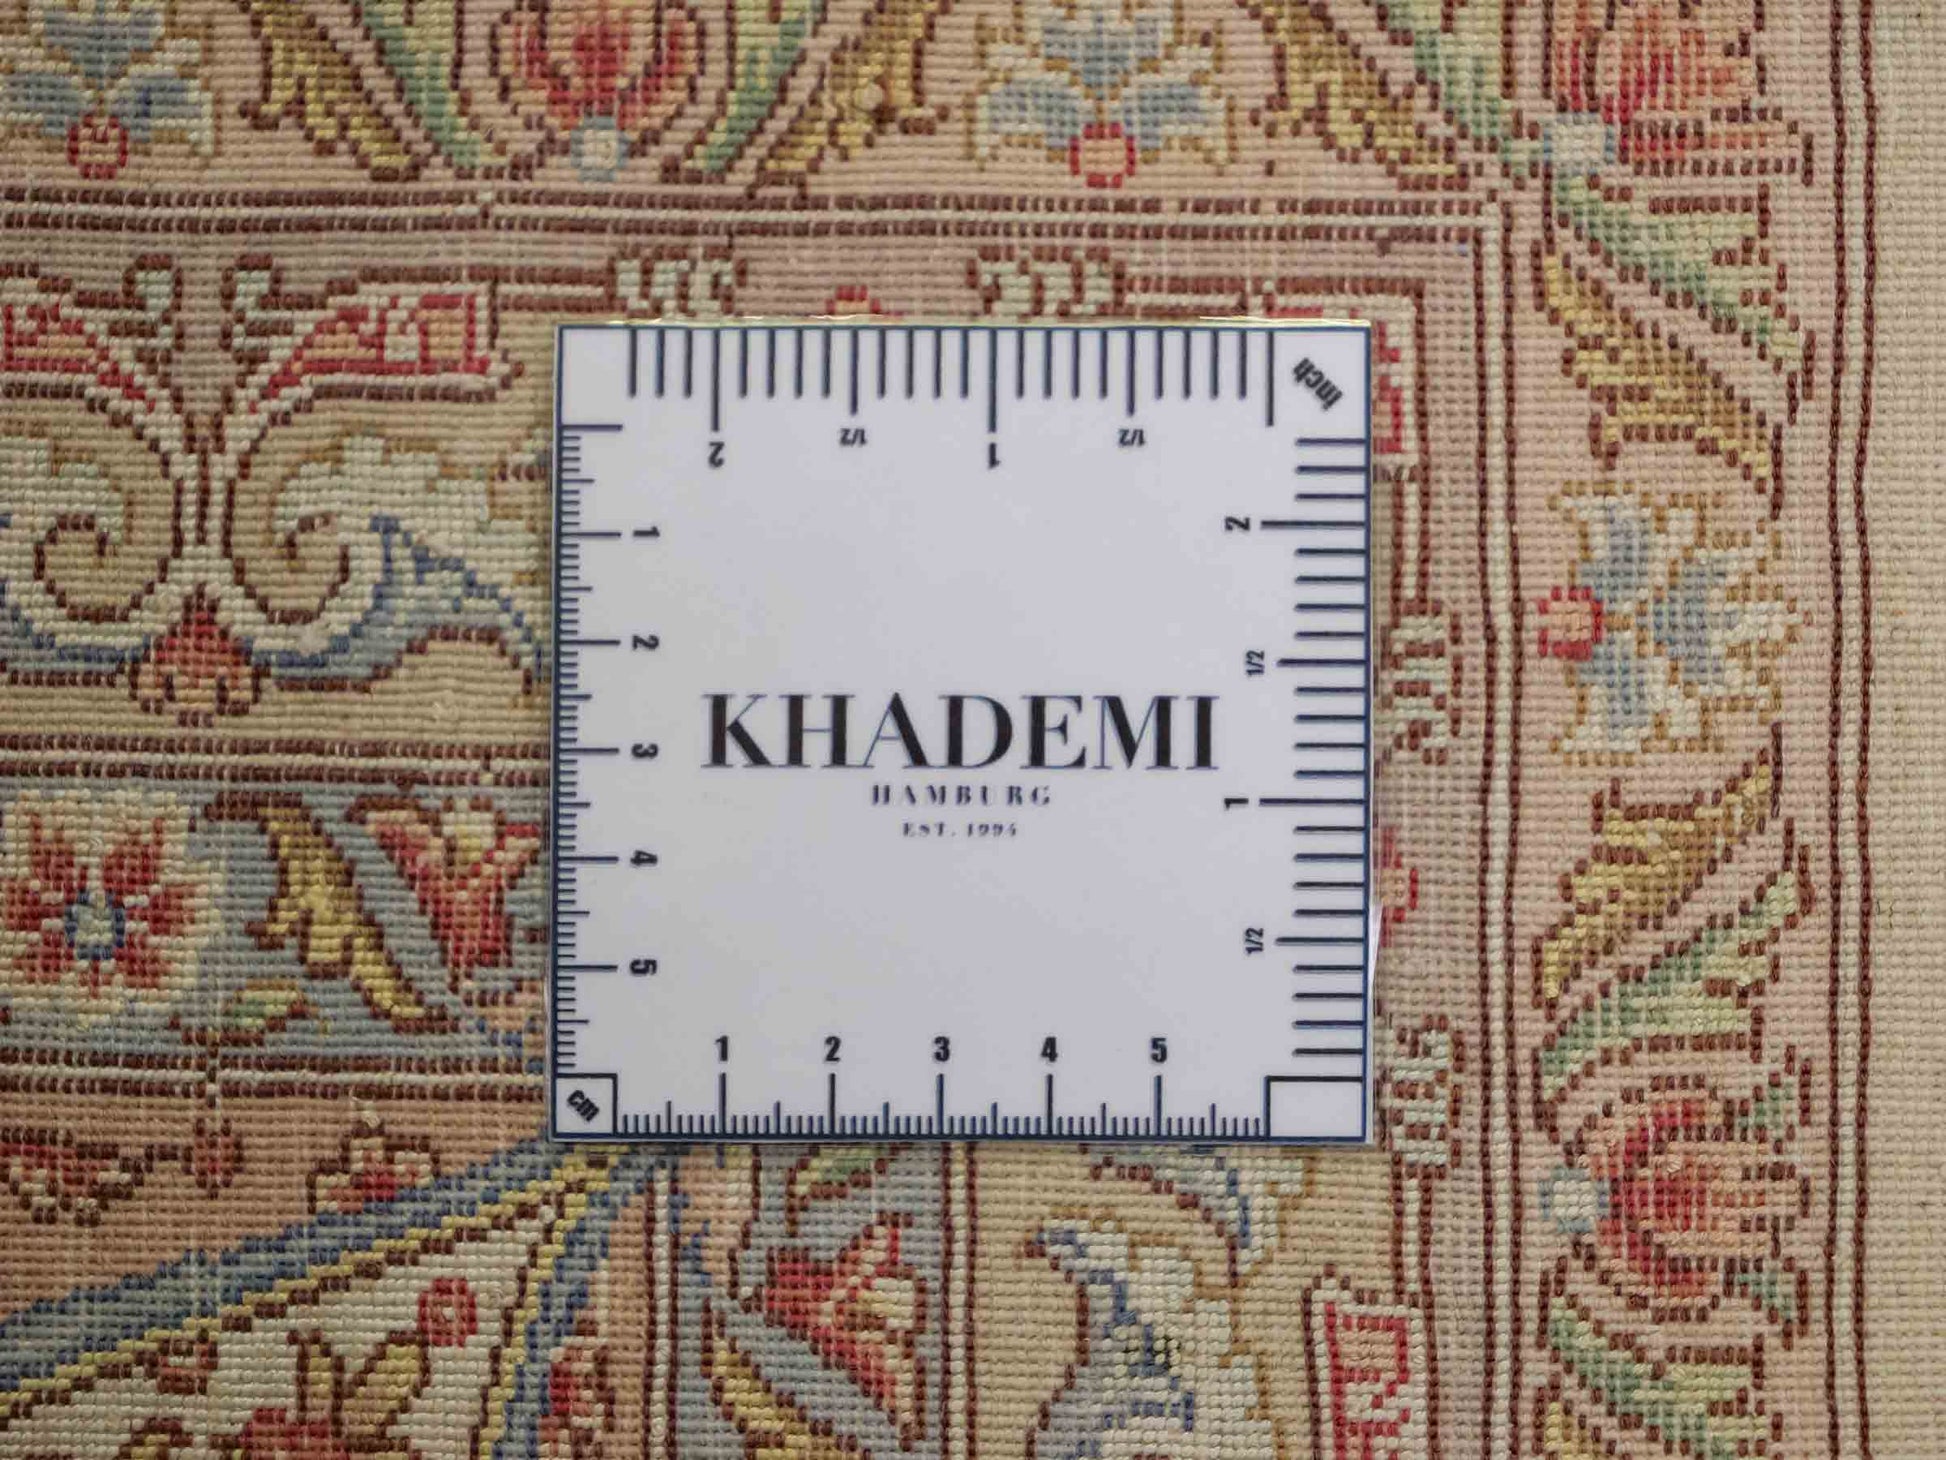 inch
2 1/2 1 1/2
1 2
2 1/2
3 1
4 1/2
5
KHADEMI
HAMBURG
EST. 1994
cm 1 2 3 4 5